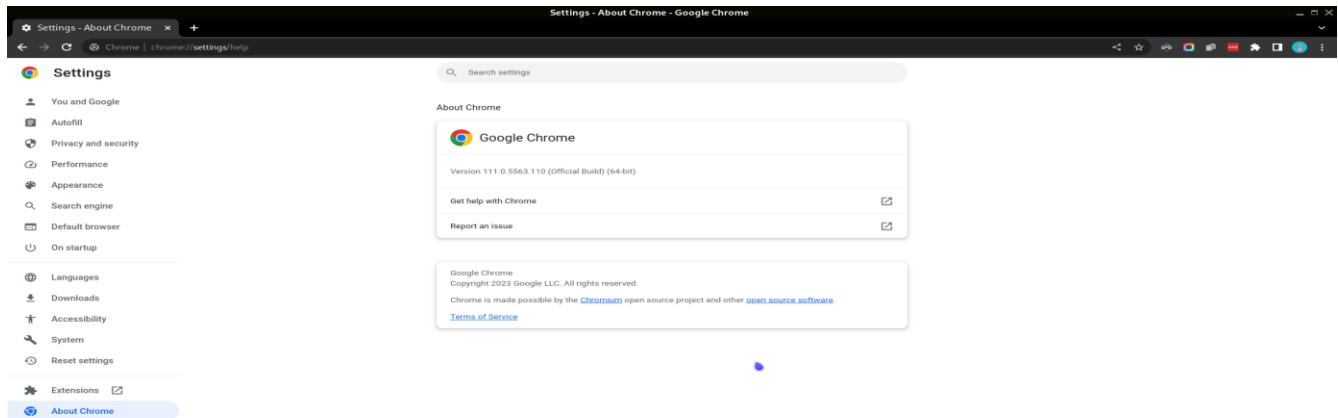 Settings - About Chrome - Google Chrome
Settings - About Chrome
Chrome | chrome://settings/help
Settings
Search settings
You and Google
Autofill
Privacy and security
Performance
Appearance
Search engine
Default browser
On startup
Languages
Downloads
Accessibility
System
Reset settings
Extensions
About Chrome
About Chrome
Google Chrome
Version 111.0.5563.110 (Official Build) (64-bit)
Get help with Chrome
Report an issue
Google Chrome
Copyright 2023 Google LLC. All rights reserved.
Chrome is made possible by the Chromium open source project and other open source software.
Terms of Service